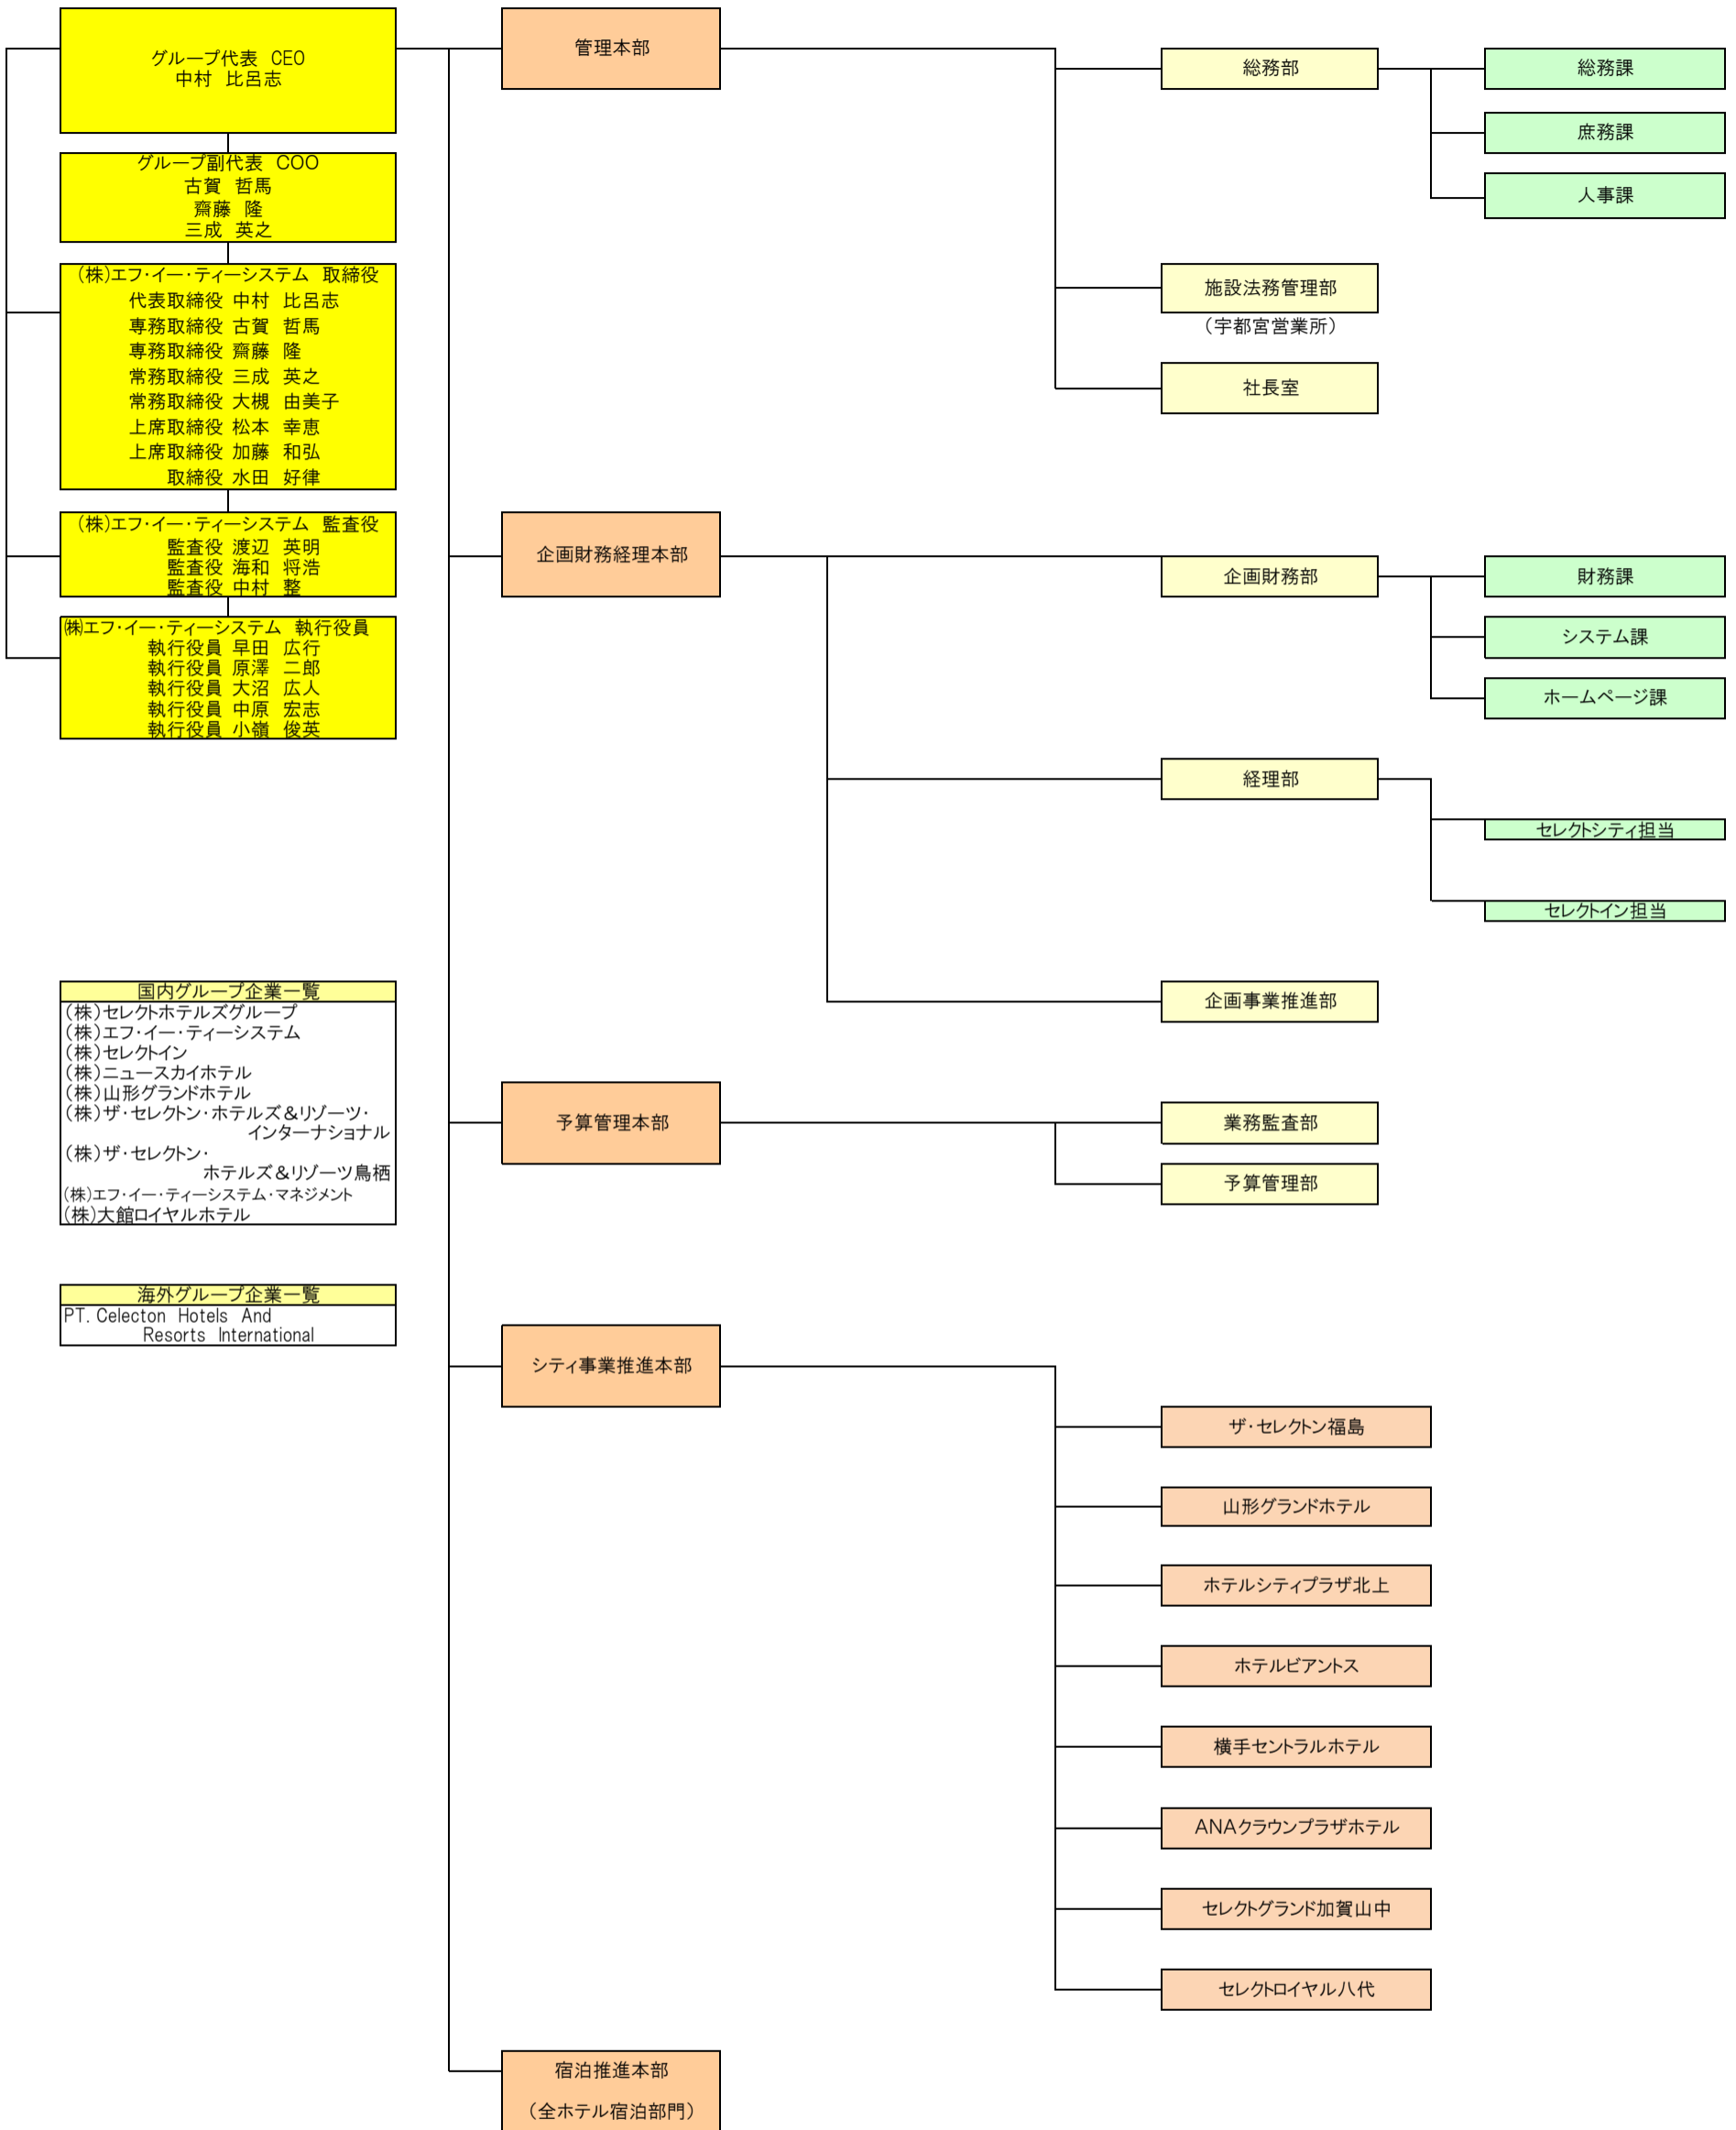 グループ代表 CEO
中村 比呂志
グループ副代表 COO
古賀 哲馬
齋藤 隆
三成 英之
（株)エフ・イー・ティーシステム 取締役
代表取締役 中村 比呂志
専務取締役 古賀 哲馬
専務取締役 齋藤 隆
常務取締役 三成 英之
常務取締役 大槻 由美子
上席取締役 松本 幸恵
上席取締役 加藤 和弘
取締役 水田 好律
（株)エフ・イー・ティーシステム 監査役
監査役 渡辺 英明
監査役 海和 将浩
監査役 中村 整
㈱エフ・イー・ティーシステム 執行役員
執行役員 早田 広行
執行役員 原澤 二郎
執行役員 大沼 広人
執行役員 中原 宏志
執行役員 小嶺 俊英
国内グループ企業一覧
（株）セレクトホテルズグループ
（株）エフ・イー・ティーシステム
（株）セレクトイン
（株）ニュースカイホテル
（株）山形グランドホテル
（株）ザ・セレクトン・ホテルズ＆リゾーツ・
インターナショナル
（株）ザ・セレクトン・
ホテルズ＆リゾーツ鳥栖
（株）エフ・イー・ティーシステム・マネジメント
（株)大館ロイヤルホテル
海外グループ企業一覧
PT. Celecton Hotels And
Resorts International
管理本部
総務部
総務課
庶務課
人事課
施設法務管理部
（宇都宮営業所）
社長室
企画財務経理本部
企画財務部
財務課
システム課
ホームページ課
経理部
セレクトシティ担当
セレクトイン担当
企画事業推進部
予算管理本部
業務監査部
予算管理部
シティ事業推進本部
ザ・セレクトン福島
山形グランドホテル
ホテルシティプラザ北上
ホテルビアントス
横手セントラルホテル
ANAクラウンプラザホテル
セレクトグランド加賀山中
セレクトロイヤル八代
宿泊推進本部
（全ホテル宿泊部門）